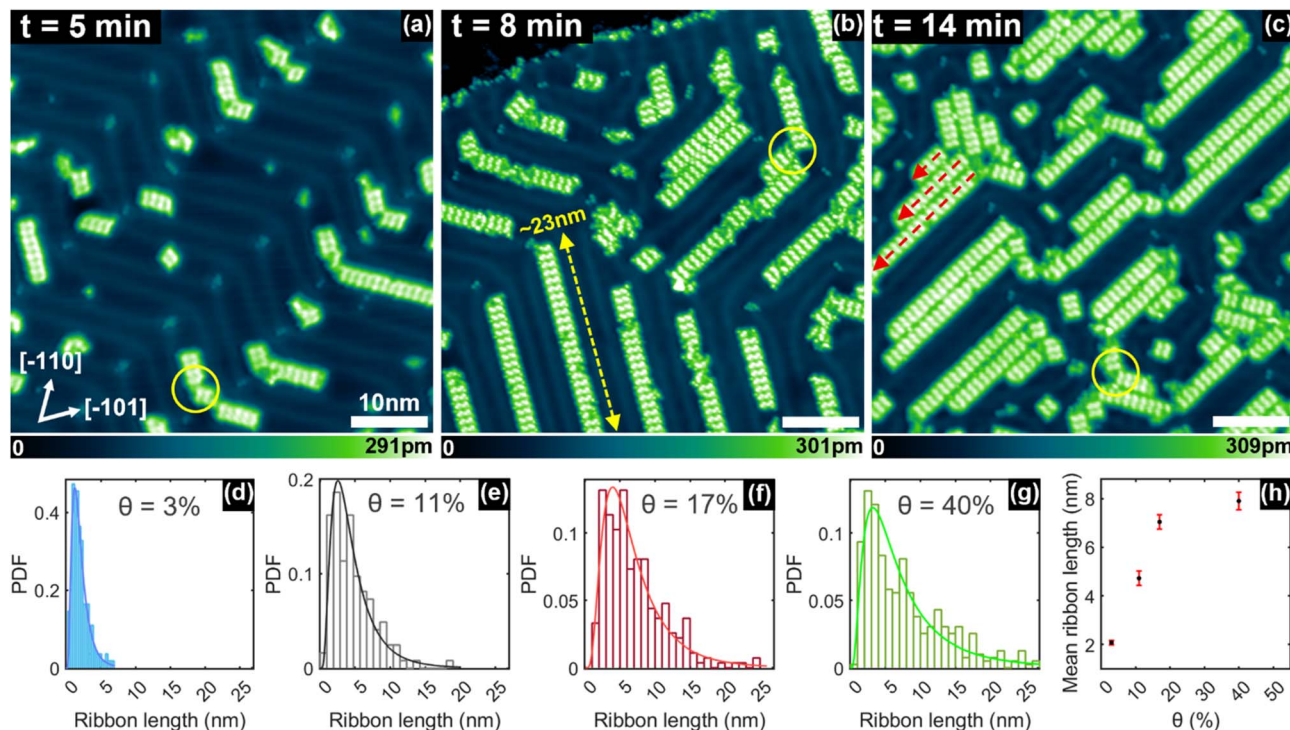 t = 5 min (a)
[-110]
[-101]
10nm
0 291pm
t = 8 min (b)
~23nm
0 301pm
t = 14 min (c)
0 309pm
(d)
θ = 3%
PDF
0.4
0.2
0
0 5 10 15 20 25
Ribbon length (nm)
(e)
θ = 11%
PDF
0.2
0.1
0
0 5 10 15 20 25
Ribbon length (nm)
(f)
θ = 17%
PDF
0.1
0.05
0
0 5 10 15 20 25
Ribbon length (nm)
(g)
θ = 40%
PDF
0.1
0.05
0
0 5 10 15 20 25
Ribbon length (nm)
(h)
Mean ribbon length (nm)
8
6
4
2
0 10 20 30 40 50
θ (%)